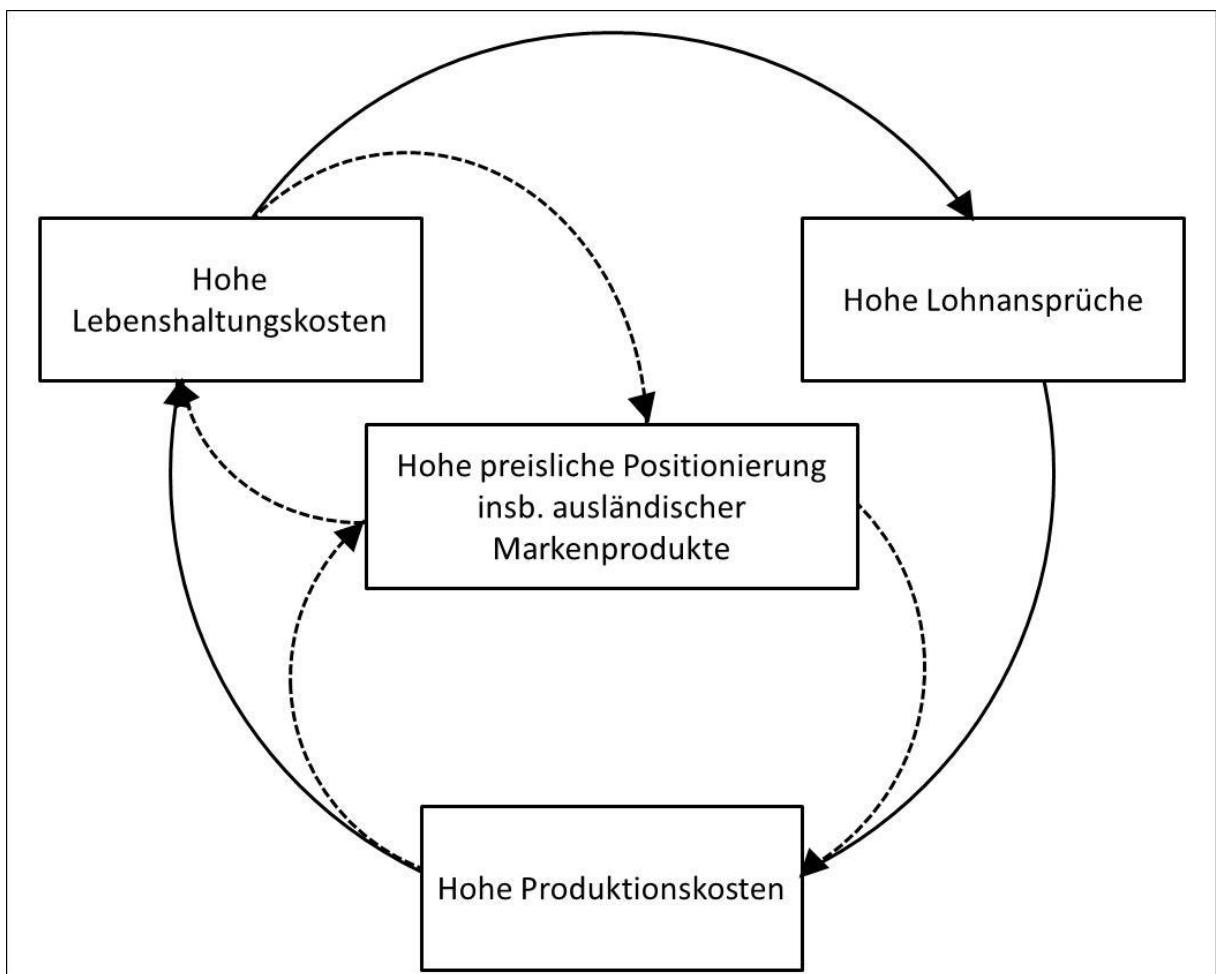 Hohe
Lebenshaltungskosten
Hohe Lohnansprüche
Hohe preisliche Positionierung
insb. ausländischer
Markenprodukte
Hohe Produktionskosten